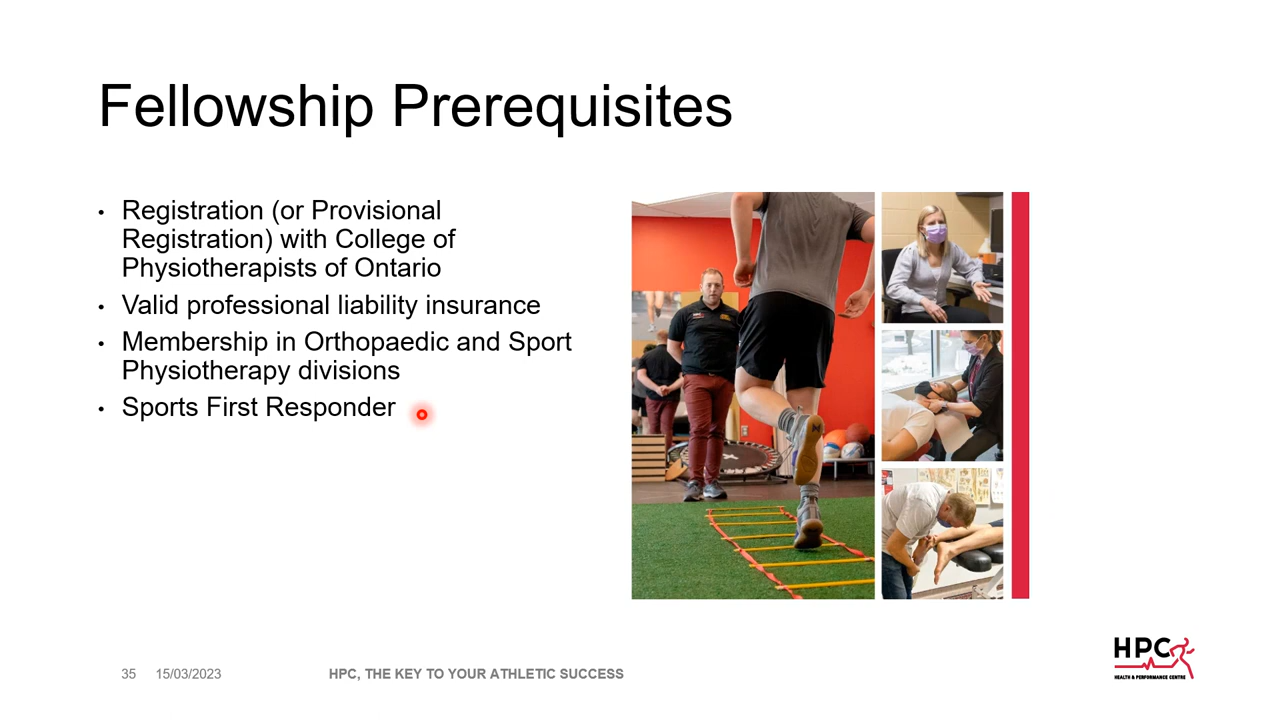 Fellowship Prerequisites
• Registration (or Provisional
Registration) with College of
Physiotherapists of Ontario
• Valid professional liability insurance
• Membership in Orthopaedic and Sport
Physiotherapy divisions
• Sports First Responder
35 15/03/2023 HPC, THE KEY TO YOUR ATHLETIC SUCCESS
HPC
HEALTH & PERFORMANCE CENTRE